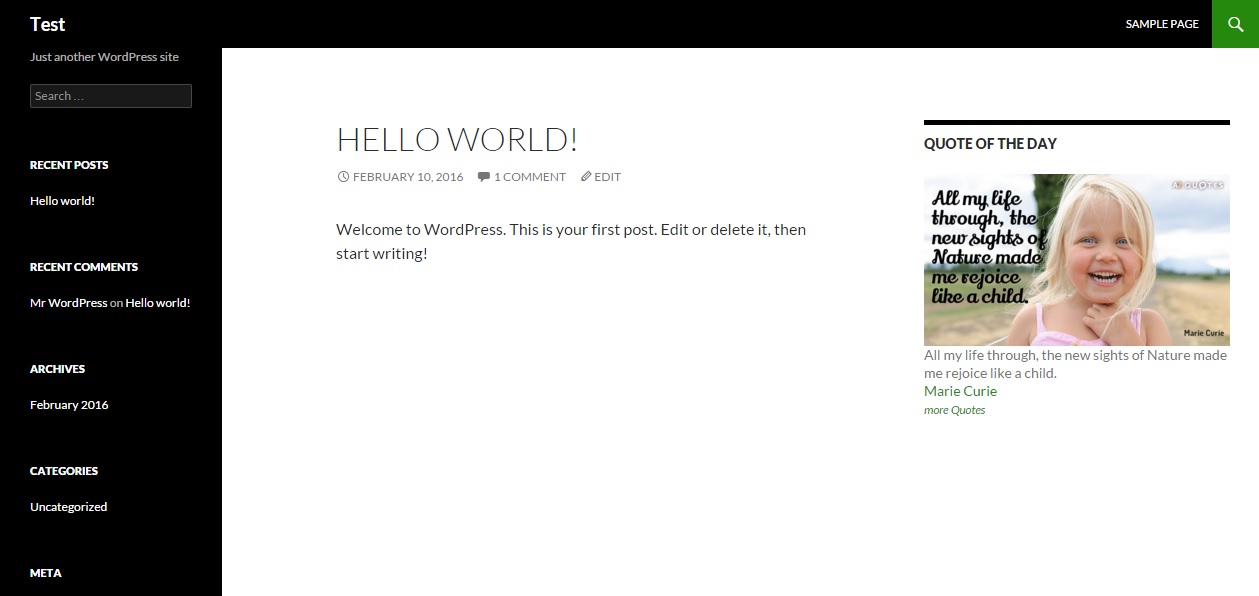 Test
SAMPLE PAGE
Just another WordPress site
Search …
RECENT POSTS
Hello world!
RECENT COMMENTS
Mr WordPress on Hello world!
ARCHIVES
February 2016
CATEGORIES
Uncategorized
META
HELLO WORLD!
FEBRUARY 10, 2016 1 COMMENT EDIT
Welcome to WordPress. This is your first post. Edit or delete it, then
start writing!
QUOTE OF THE DAY
AZ QUOTES
All my life
through, the
new sights of
Nature made
me rejoice
like a child.
Marie Curie
All my life through, the new sights of Nature made
me rejoice like a child.
Marie Curie
more Quotes